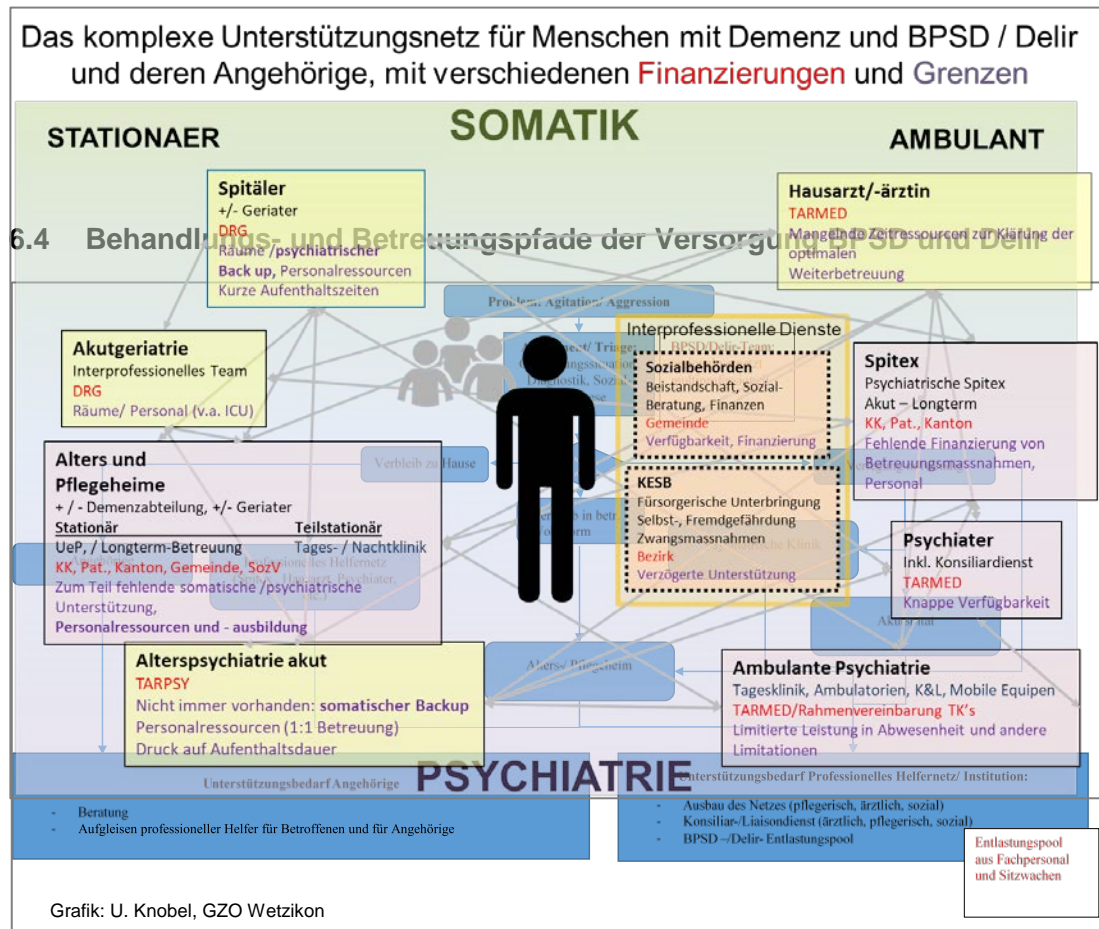 Das komplexe Unterstützungsnetz für Menschen mit Demenz und BPSD / Delir
und deren Angehörige, mit verschiedenen Finanzierungen und Grenzen
SOMATIK
STATIONAER
AMBULANT
Spitäler
+/- Geriater
DRG
Räume /psychiatrischer
Back up, Personalressourcen
Kurze Aufenthaltszeiten
Hausarzt/-ärztin
TARMED
Mangelnde Zeitressourcen zur Klärung der
optimalen
Weiterbetreuung
6.4 Behandlungs- und Betreuungspfade der Versorgung BPSD und Delir
Problem: Agitation/ Aggression
Akutgeriatrie
Interprofessionelles Team
DRG
Räume/ Personal (v.a. ICU)
Triage:
Diagnostik, Sozial-
BPSD/Delir-Team:
Interprofessionelle Dienste
Sozialbehörden
Beistandschaft, Sozial-
Beratung, Finanzen
Gemeinde
Verfügbarkeit, Finanzierung
KESB
Fürsorgerische Unterbringung
Selbst-, Fremdgefährdung
Zwangsmassnahmen
Bezirk
Verzögerte Unterstützung
Spitex
Psychiatrische Spitex
Akut – Longterm
KK, Pat., Kanton
Fehlende Finanzierung von
Betreuungsmassnahmen,
Personal
Alters und
Pflegeheime
+ / - Demenzabteilung, +/- Geriater
Stationär Teilstationär
UeP, / Longterm-Betreuung Tages- / Nachtklinik
KK, Pat., Kanton, Gemeinde, SozV
Zum Teil fehlende somatische /psychiatrische
Unterstützung,
Personalressourcen und - ausbildung
Verbleib zu Hause
Klinik
Psychiater
Inkl. Konsiliardienst
TARMED
Knappe Verfügbarkeit
Alterspsychiatrie akut
TARPSY
Nicht immer vorhanden: somatischer Backup
Personalressourcen (1:1 Betreuung)
Druck auf Aufenthaltsdauer
Alters-/ Pflegeheim
Ambulante Psychiatrie
Tagesklinik, Ambulatorien, K&L, Mobile Equipen
TARMED/Rahmenvereinbarung TK's
Limitierte Leistung in Abwesenheit und andere
Limitationen
PSYCHIATRIE
Unterstützungsbedarf Angehörige
- Beratung
- Aufgleisen professioneller Helfer für Betroffenen und für Angehörige
Unterstützungsbedarf Professionelles Helfernetz/ Institution:
- Ausbau des Netzes (pflegerisch, ärztlich, sozial)
- Konsiliar-/Liaisondienst (ärztlich, pflegerisch, sozial)
- BPSD –/Delir- Entlastungspool
Entlastungspool
aus Fachpersonal
und Sitzwachen
Grafik: U. Knobel, GZO Wetzikon